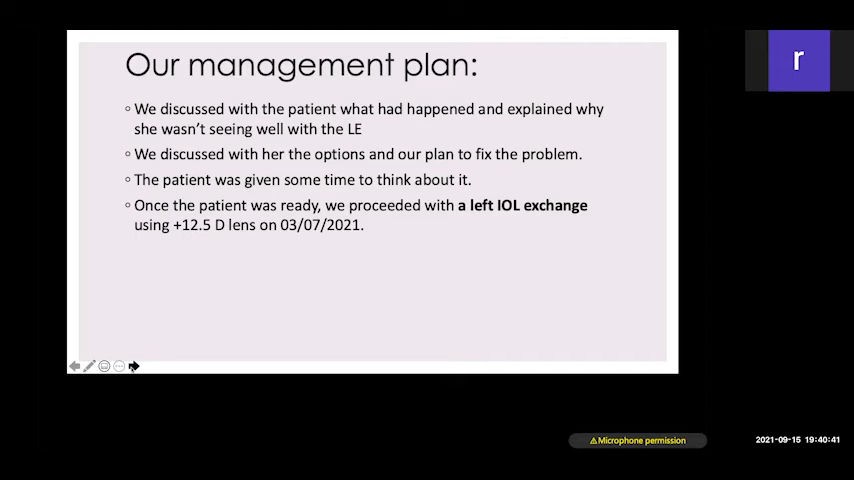 Our management plan:
We discussed with the patient what had happened and explained why
she wasn't seeing well with the LE
We discussed with her the options and our plan to fix the problem.
The patient was given some time to think about it.
Once the patient was ready, we proceeded with a left IOL exchange
using +12.5 D lens on 03/07/2021.
r
Microphone permission
2021-09-15 19:40:41